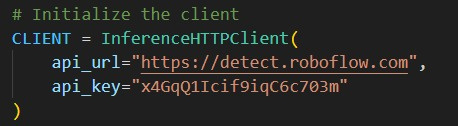 # Initialize the client
CLIENT = InferenceHTTPClient(
    api_url="https://detect.roboflow.com",
    api_key="x4GqQ1Icif9iqC6c703m"
)